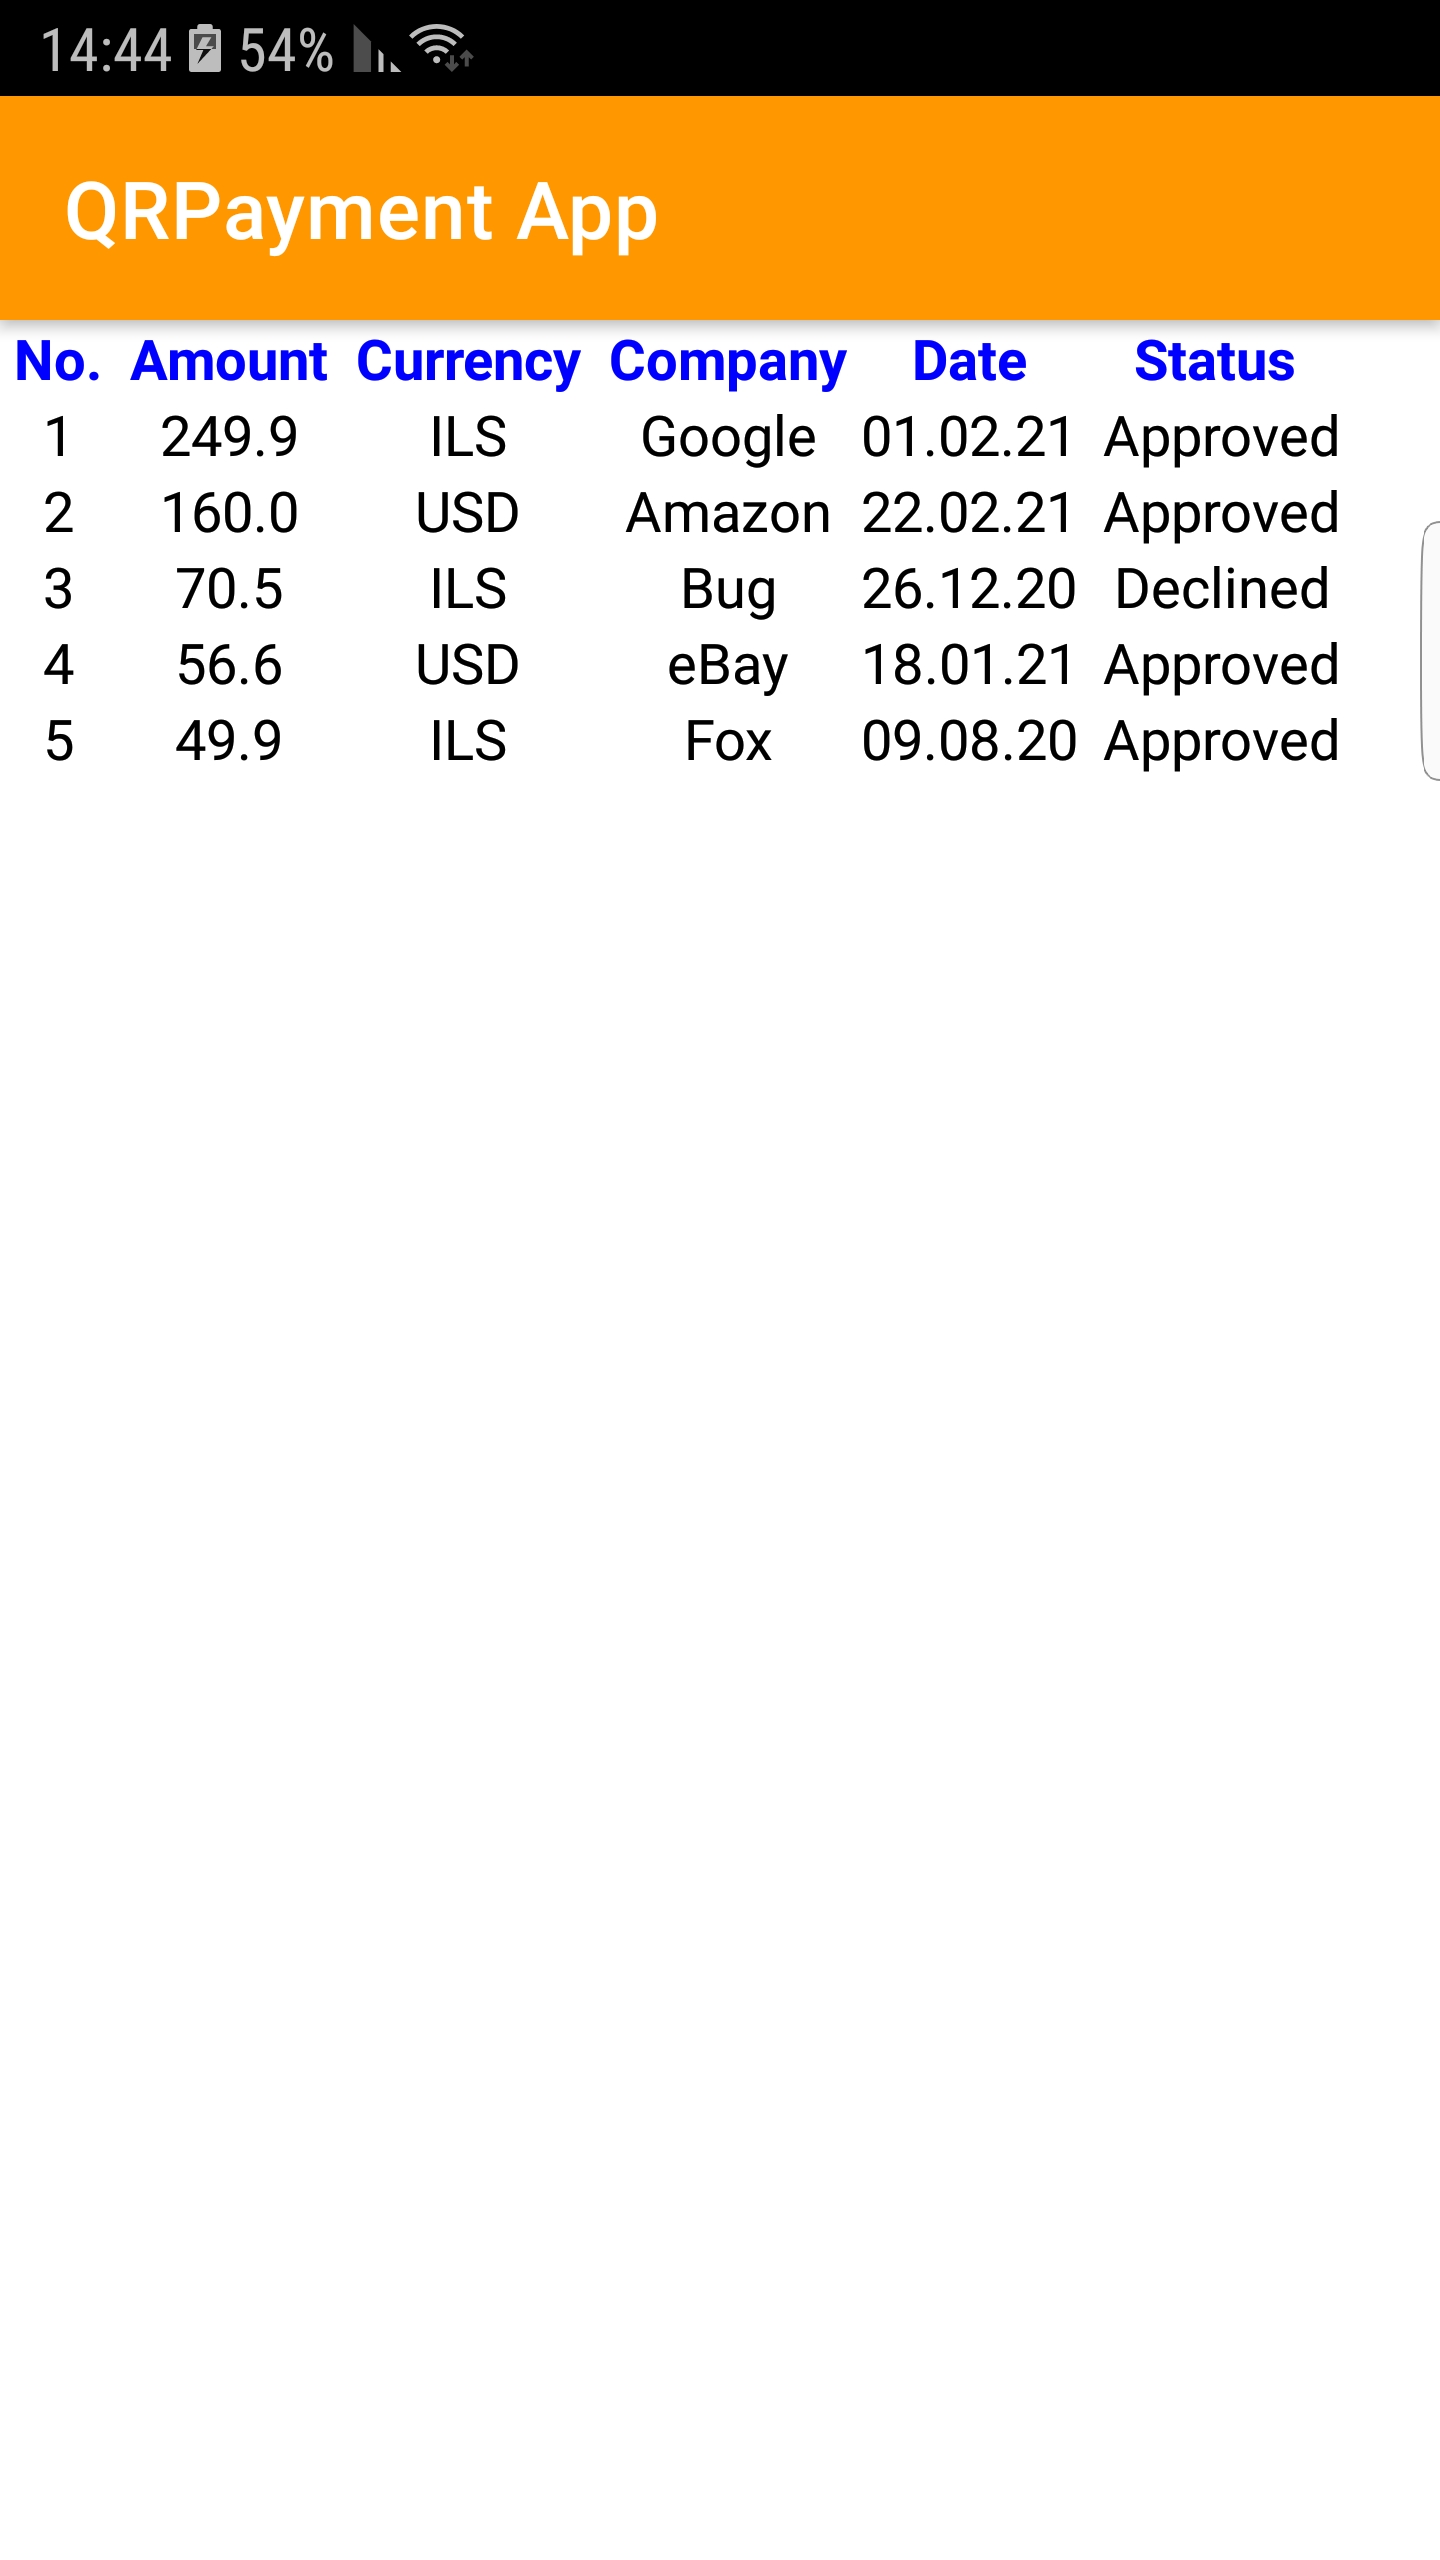 14:44 54%
QRPayment App
No. Amount Currency Company Date Status
1 249.9 ILS Google 01.02.21 Approved
2 160.0 USD Amazon 22.02.21 Approved
3 70.5 ILS Bug 26.12.20 Declined
4 56.6 USD eBay 18.01.21 Approved
5 49.9 ILS Fox 09.08.20 Approved